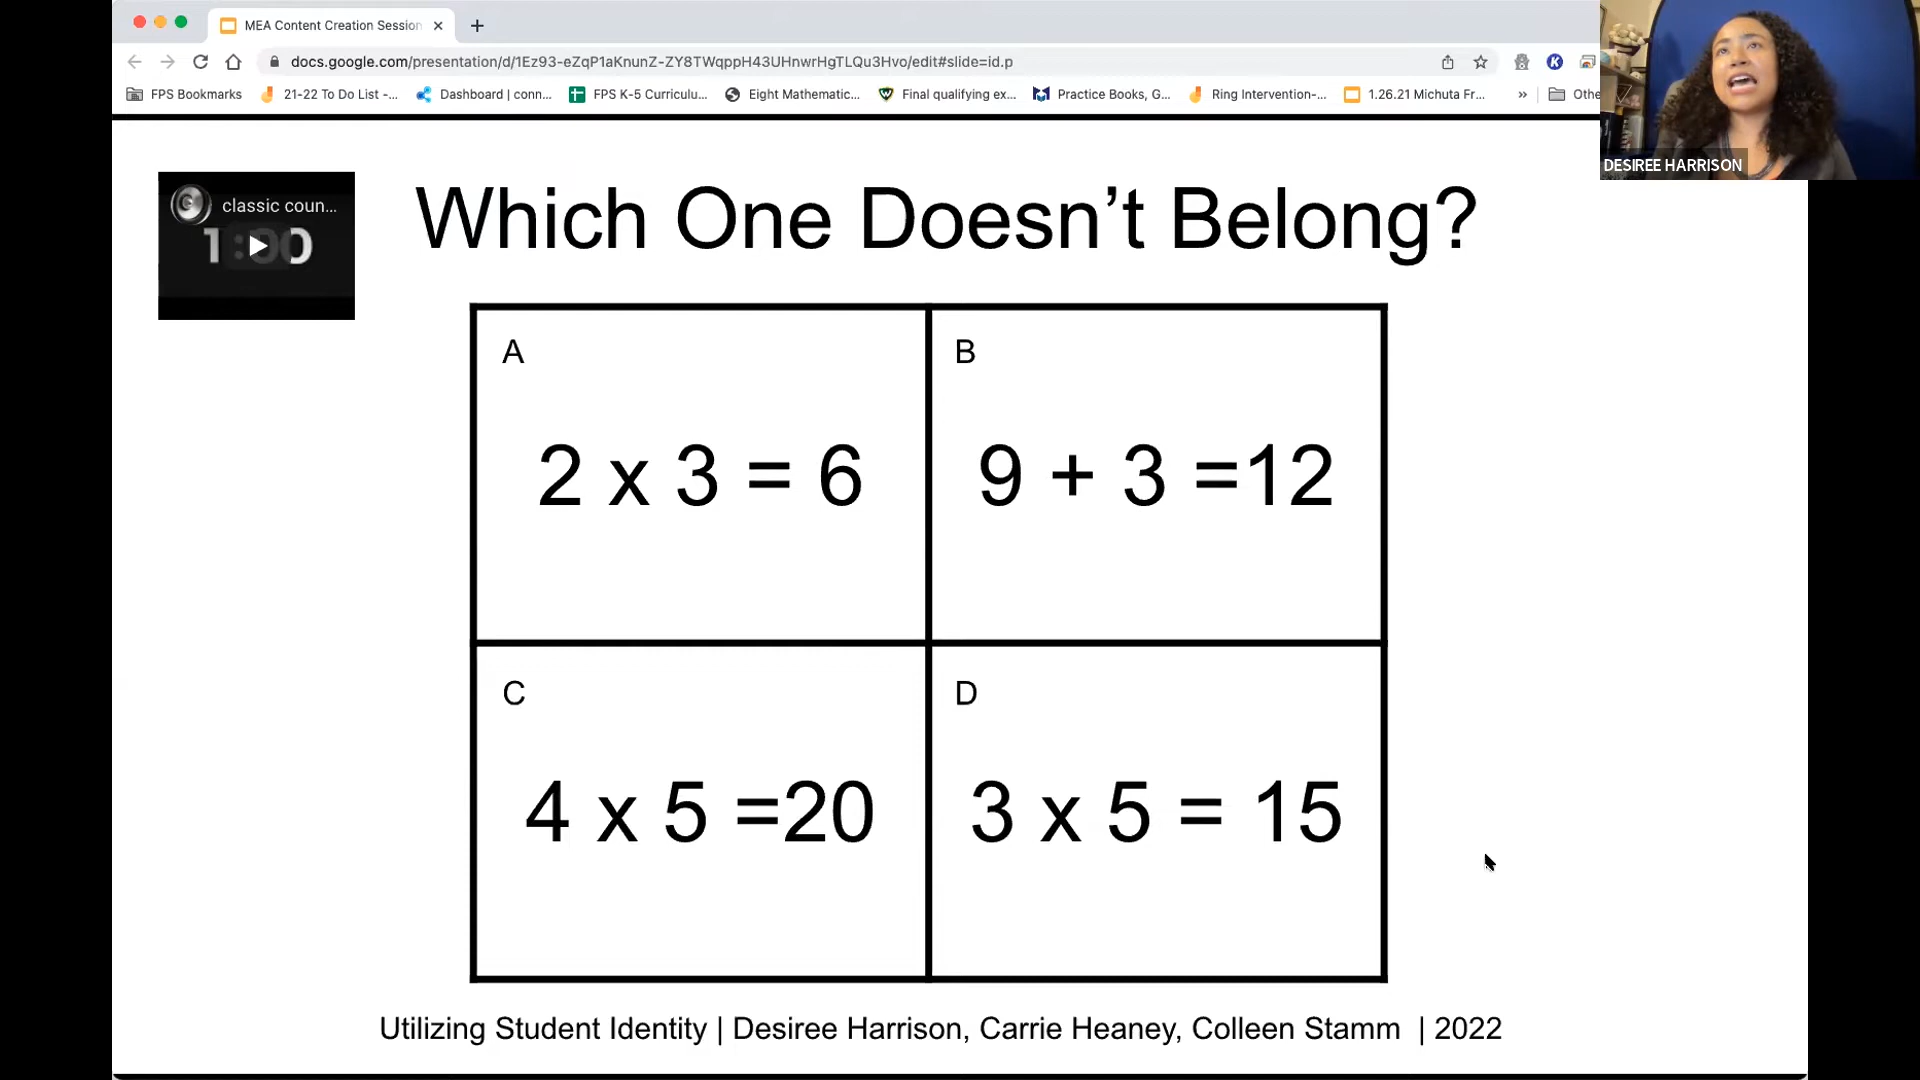 MEA Content Creation Session
docs.google.com/presentation/d/1Ez93-eZqP1aKnunZ-ZY8TWqppH43UHnwrHgTLQu3Hvo/edit#slide=id.p
FPS Bookmarks 21-22 To Do List -... Dashboard | conn... FPS K-5 Curriculu... Eight Mathematic... Final qualifying ex... Practice Books, G... Ring Intervention-... 1.26.21 Michuta Fr... » Othe
DESIREE HARRISON
classic coun...
1:00
Which One Doesn’t Belong?
A
2 x 3 = 6
B
9 + 3 =12
C
4 x 5 =20
D
3 x 5 = 15
Utilizing Student Identity | Desiree Harrison, Carrie Heaney, Colleen Stamm | 2022